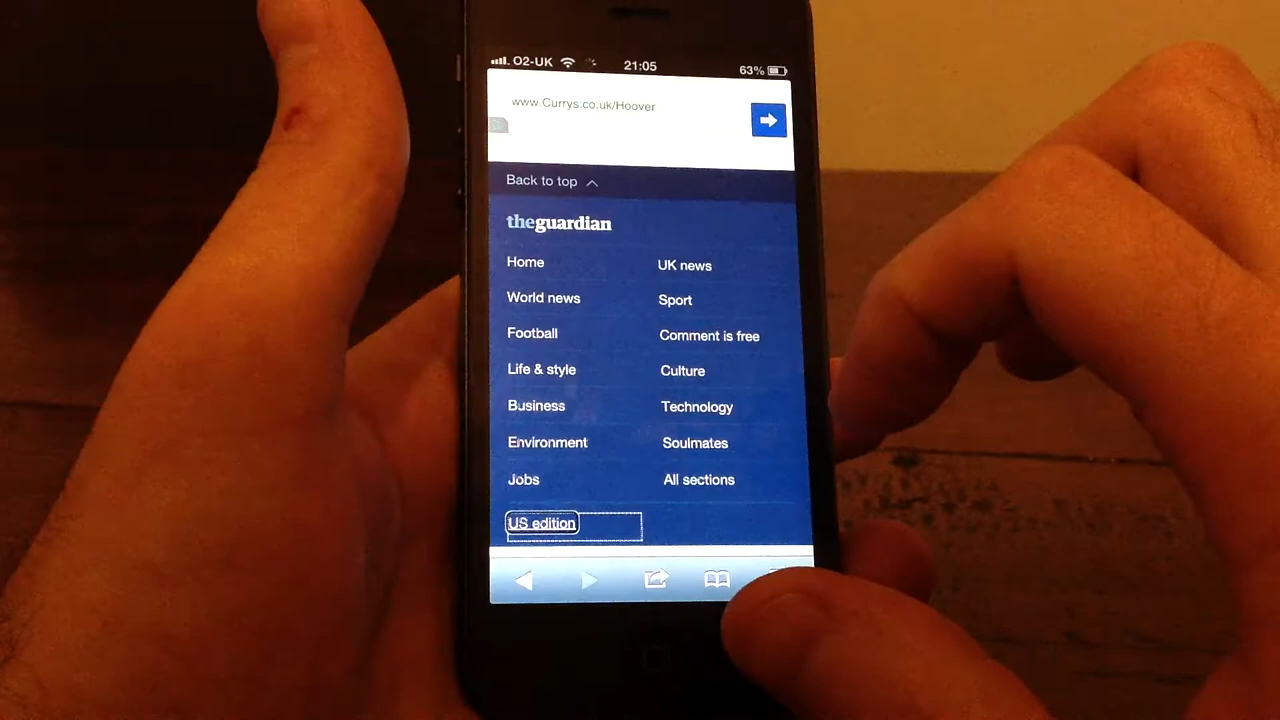 O2-UK 21:05 63%
www.Currys.co.uk/Hoover
Back to top
theguardian
Home UK news
World news Sport
Football Comment is free
Life & style Culture
Business Technology
Environment Soulmates
Jobs All sections
US edition